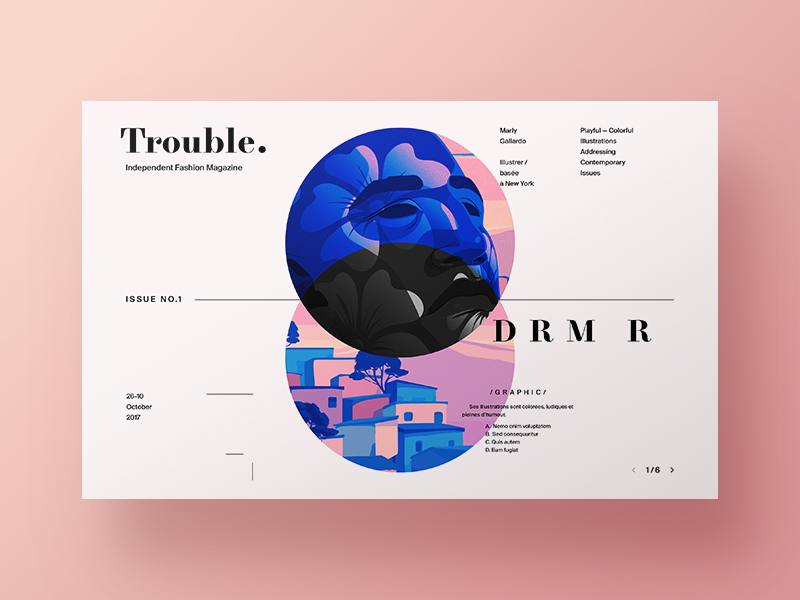 Trouble.
Independent Fashion Magazine
Marly
Gallardo
Illustrer /
basée
à New York
Playful – Colorful
Illustrations
Addressing
Contemporary
Issues
ISSUE NO.1
DRM R
26-10
October
2017
/GRAPHIC/
Ses illustrations sont colorées, ludiques et
pleines d'humour.
A. Nemo enim voluptatem
B. Sed consequuntur
C. Quis autem
D. Eum fugiat
< 1/6 >